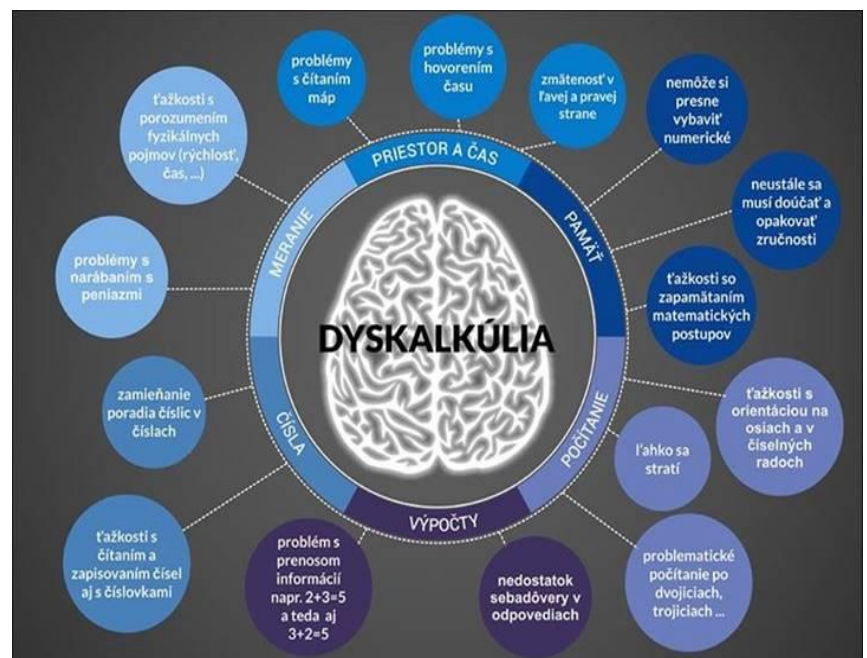 problémy
s čítaním
máp
problémy s
hovorením
času
zmätenosť v
ľavej a pravej
strane
nemôže si
presne
vybaviť
numerické
neustále sa
musí doúčať a
opakovať
zručnosti
ťažkosti so
zapamätaním
matematických
postupov
ťažkosti s
orientáciou na
osiach a v
číselných
radoch
ľahko sa
stratí
problematické
počítanie po
dvojiciach,
trojiciach ...
nedostatok
sebadôvery v
odpovediach
problém s
prenosom
informácií
napr. 2+3=5
a teda aj
3+2=5
ťažkosti s
čítaním a
zapisovaním čísel
aj s číslovkami
zamieňanie
poradia číslic v
číslach
problémy s
narábaním s
peniazmi
ťažkosti s
porozumením
fyzikálnych
pojmov (rýchlosť,
čas, ...)
PRIESTOR A ČAS
PAMÄŤ
POČÍTANIE
VÝPOČTY
ČÍSLA
MERANIE
DYSKALKÚLIA